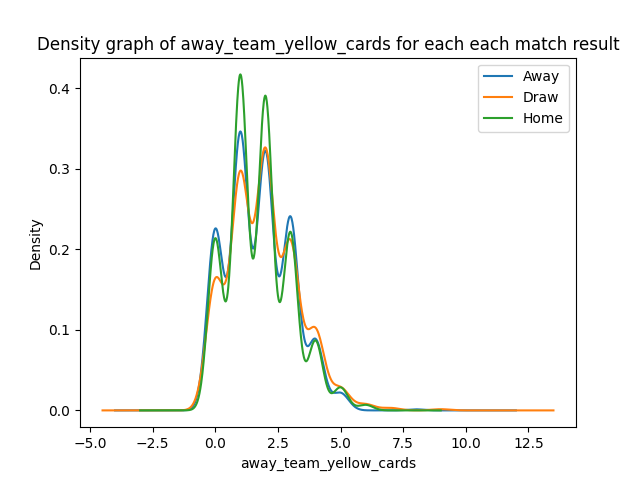 Density graph of away_team_yellow_cards for each each match result
Away
Draw
Home
Density
0.4
0.3
0.2
0.1
0.0
−5.0 −2.5 0.0 2.5 5.0 7.5 10.0 12.5
away_team_yellow_cards